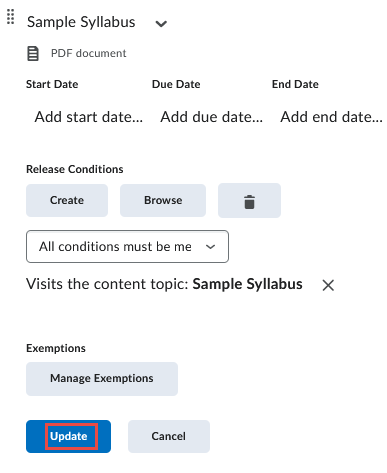 Sample Syllabus
PDF document
Start Date Due Date End Date
Add start date... Add due date... Add end date...
Release Conditions
Create Browse
All conditions must be me
Visits the content topic: Sample Syllabus
Exemptions
Manage Exemptions
Update Cancel